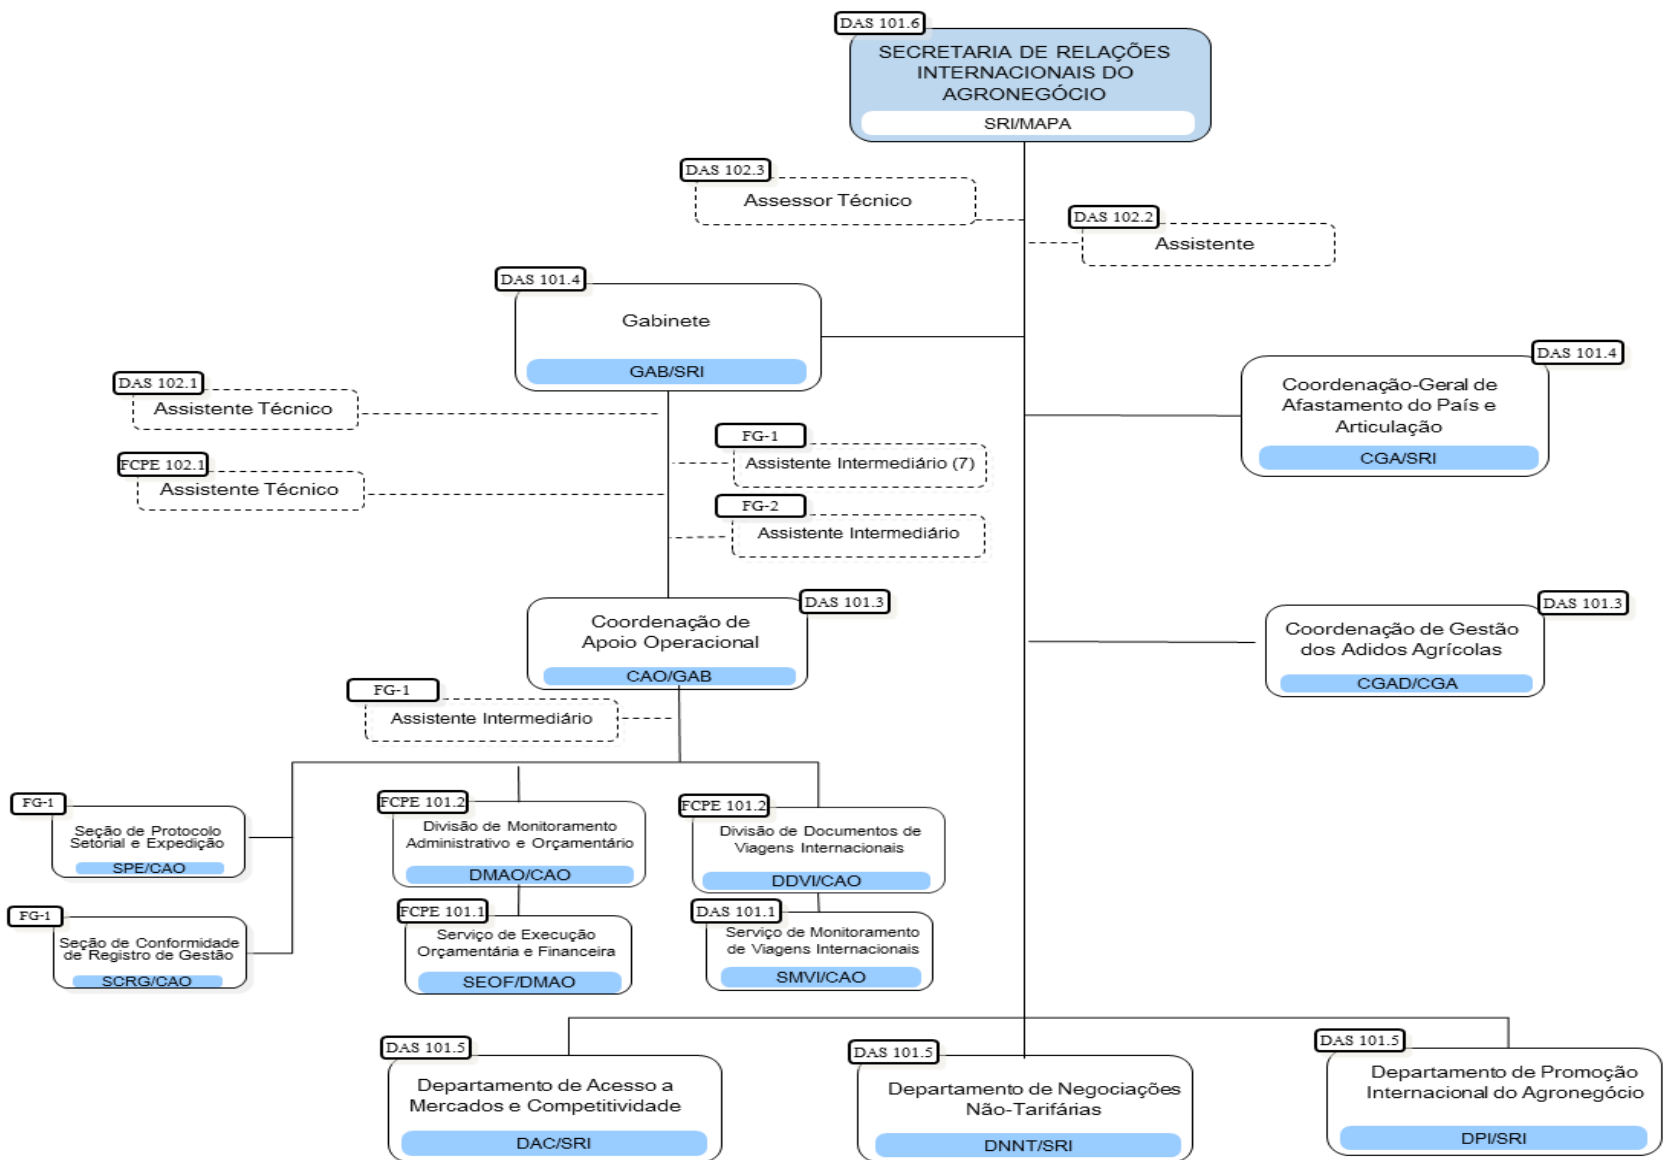 DAS 101.6
SECRETARIA DE RELAÇÕES
INTERNACIONAIS DO
AGRONEGÓCIO
SRI/MAPA
DAS 102.3
Assessor Técnico
DAS 102.2
Assistente
DAS 101.4
Gabinete
GAB/SRI
DAS 101.4
Coordenação-Geral de
Afastamento do País e
Articulação
CGA/SRI
DAS 102.1
Assistente Técnico
FG-1
Assistente Intermediário (7)
FCPE 102.1
Assistente Técnico
FG-2
Assistente Intermediário
DAS 101.3
Coordenação de
Apoio Operacional
CAO/GAB
DAS 101.3
Coordenação de Gestão
dos Adidos Agrícolas
CGAD/CGA
FG-1
Assistente Intermediário
FG-1
Seção de Protocolo
Setorial e Expedição
SPE/CAO
FCPE 101.2
Divisão de Monitoramento
Administrativo e Orçamentário
DMAO/CAO
FCPE 101.2
Divisão de Documentos de
Viagens Internacionais
DDVI/CAO
FG-1
Seção de Conformidade
de Registro de Gestão
SCRG/CAO
FCPE 101.1
Serviço de Execução
Orçamentária e Financeira
SEOF/DMAO
DAS 101.1
Serviço de Monitoramento
de Viagens Internacionais
SMVI/CAO
DAS 101.5
Departamento de Acesso a
Mercados e Competitividade
DAC/SRI
DAS 101.5
Departamento de Negociações
Não-Tarifárias
DNNT/SRI
DAS 101.5
Departamento de Promoção
Internacional do Agronegócio
DPI/SRI